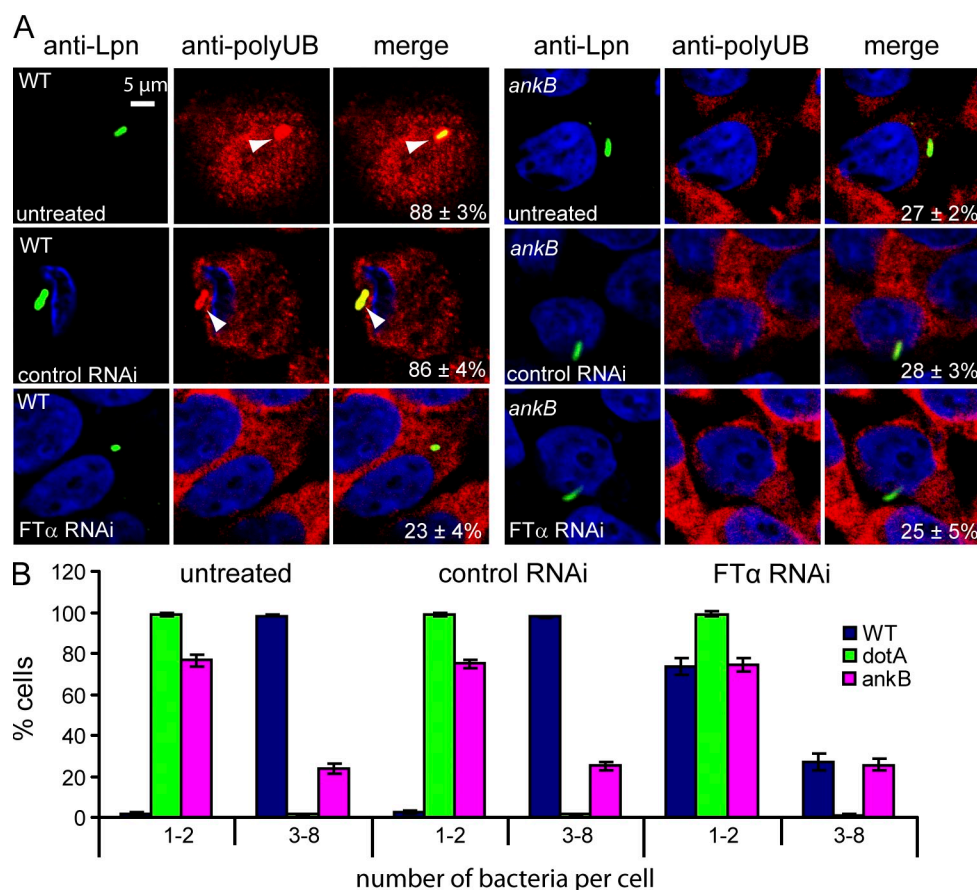 A
anti-Lpn anti-polyUB merge anti-Lpn anti-polyUB merge
WT
5 μm
untreated
88 ± 3%
ankB
untreated
27 ± 2%
WT
control RNAi
86 ± 4%
ankB
control RNAi
28 ± 3%
WT
FTα RNAi
23 ± 4%
ankB
FTα RNAi
25 ± 5%
B
untreated control RNAi FTα RNAi
120
100
80
60
40
20
0
% cells
WT
dotA
ankB
1-2 3-8 1-2 3-8 1-2 3-8
number of bacteria per cell